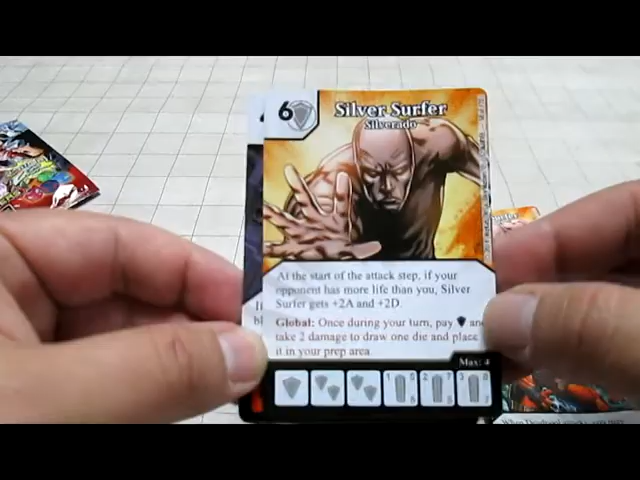 6
Silver Surfer
Silverado
At the start of the attack step, if your
opponent has more life than you, Silver
Surfer gets +2A and +2D.
Global: Once during your turn, pay and
take 2 damage to draw one die and place
it in your prep area
Max: 4